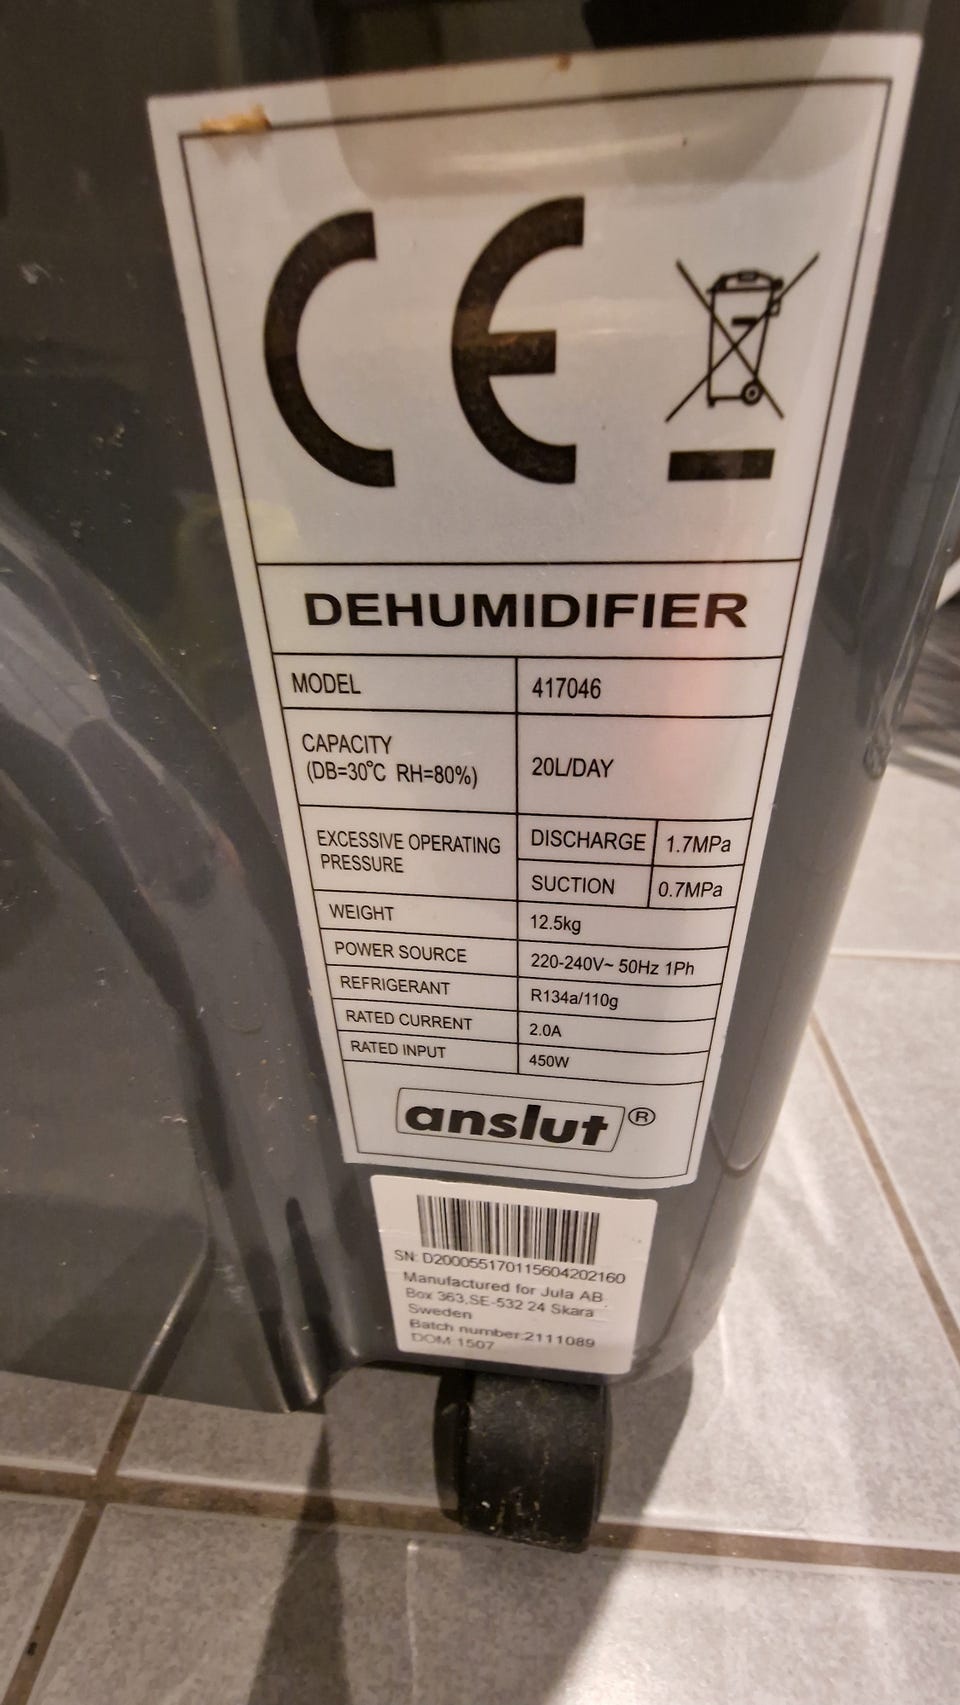 CE
DEHUMIDIFIER
MODEL 417046
CAPACITY
(DB=30°C RH=80%) 20L/DAY
EXCESSIVE OPERATING
PRESSURE
DISCHARGE 1.7MPa
SUCTION 0.7MPa
WEIGHT 12.5kg
POWER SOURCE 220-240V~ 50Hz 1Ph
REFRIGERANT R134a/110g
RATED CURRENT 2.0A
RATED INPUT 450W
anslut®
SN: D200055170115604202160
Manufactured for Jula AB
Box 363,SE-532 24 Skara
Sweden
Batch number:2111089
DOM:1507